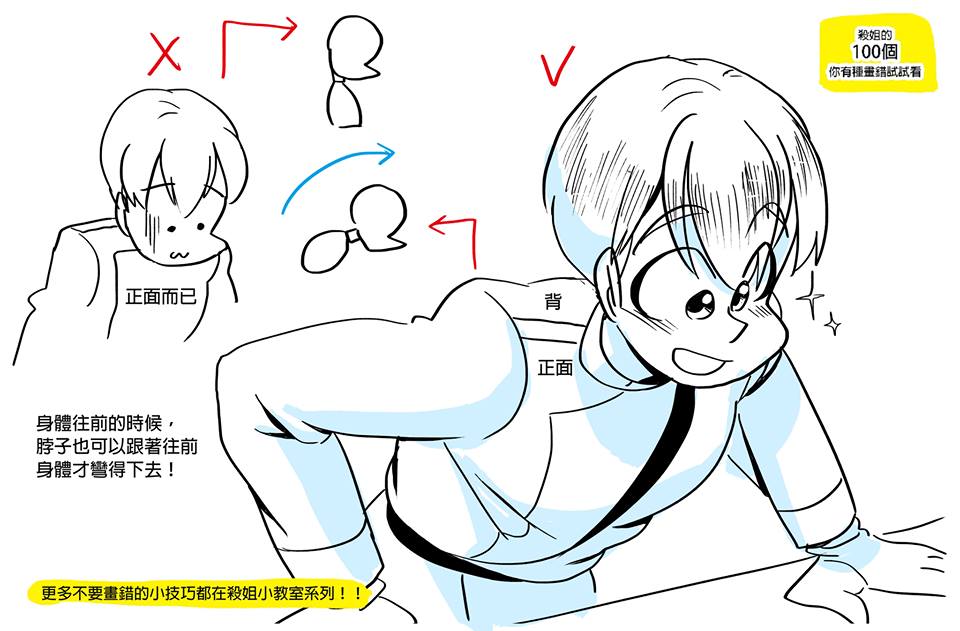 殺姐的
100個
你有種畫錯試試看
正面而已
背
正面
身體往前的時候，
脖子也可以跟著往前
身體才彎得下去！
更多不要畫錯的小技巧都在殺姐小教室系列！！